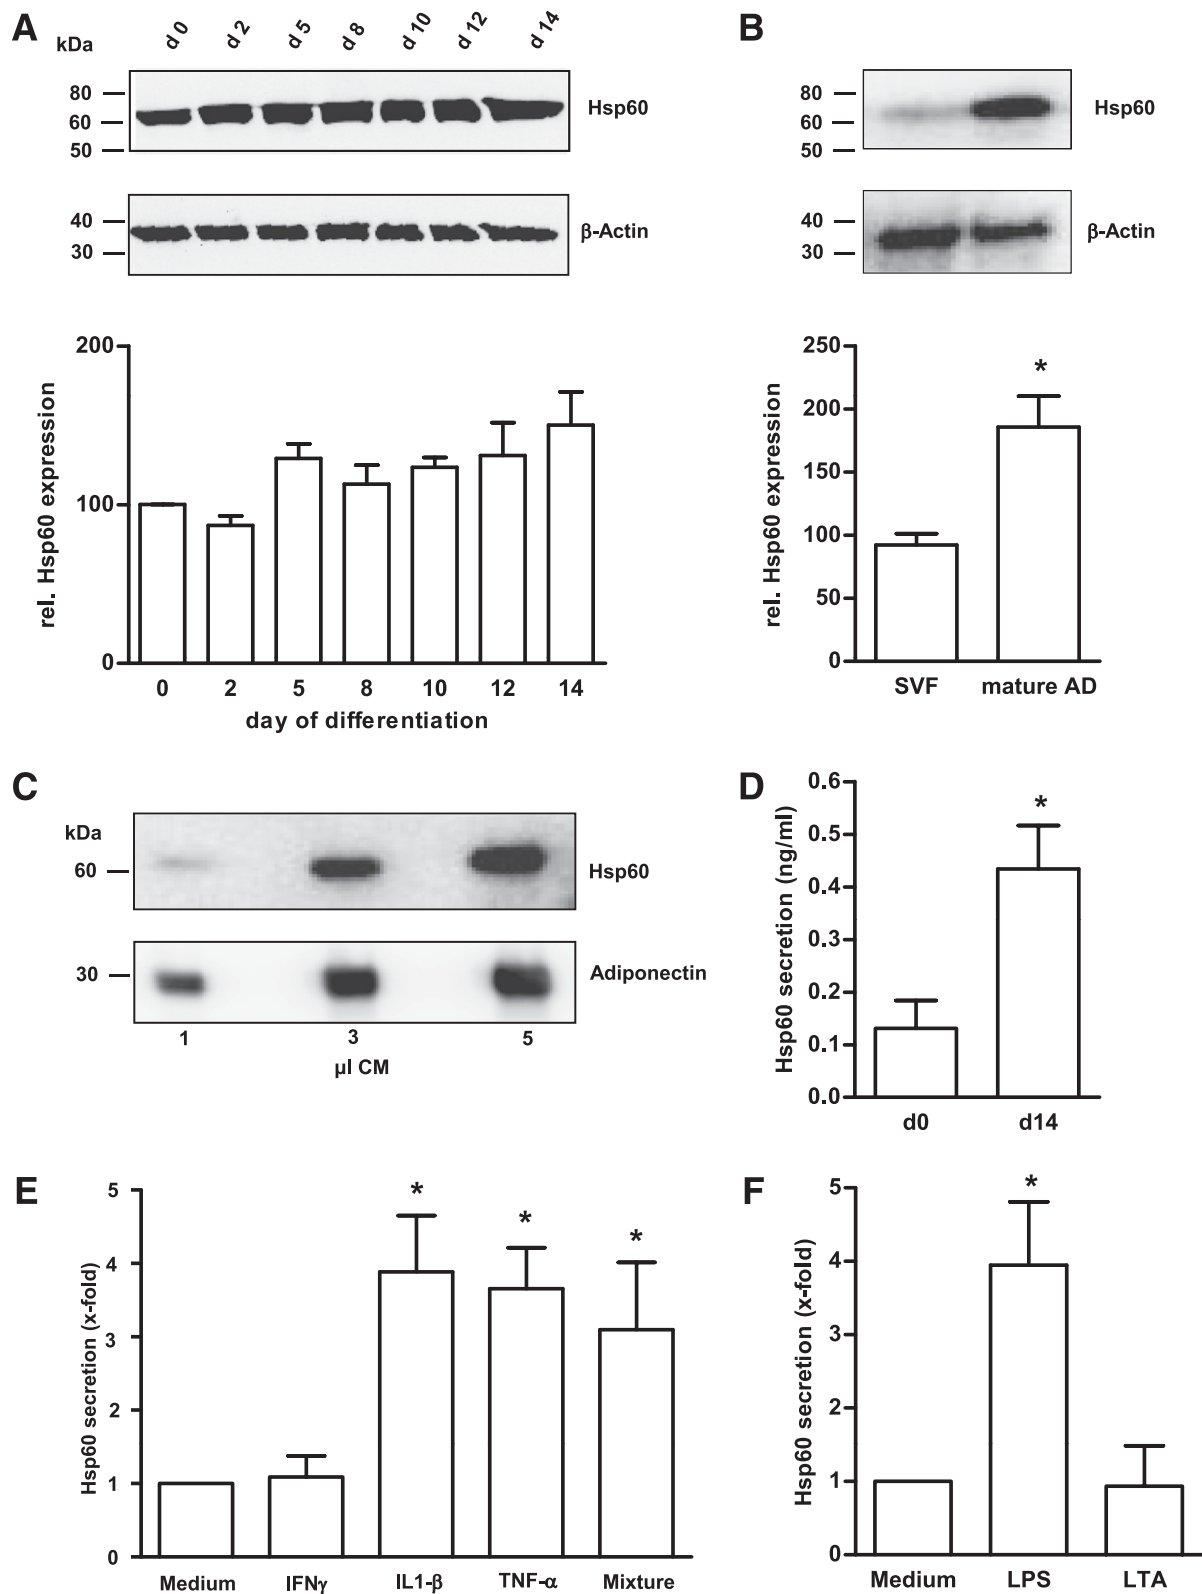 A
kDa
d 0 d 2 d 5 d 8 d 10 d 12 d 14
80
60
50
Hsp60
40
30
β-Actin
rel. Hsp60 expression
200
100
0
0 2 5 8 10 12 14
day of differentiation
B
80
60
50
Hsp60
40
30
β-Actin
rel. Hsp60 expression
250
200
150
100
50
0
*
SVF mature AD
C
kDa
60
Hsp60
30
Adiponectin
1 3 5
µl CM
D
Hsp60 secretion (ng/ml)
0.6
0.5
0.4
0.3
0.2
0.1
0.0
*
d0 d14
E
Hsp60 secretion (x-fold)
5
4
3
2
1
0
* * *
Medium IFNγ IL1-β TNF-α Mixture
F
Hsp60 secretion (x-fold)
5
4
3
2
1
0
*
Medium LPS LTA